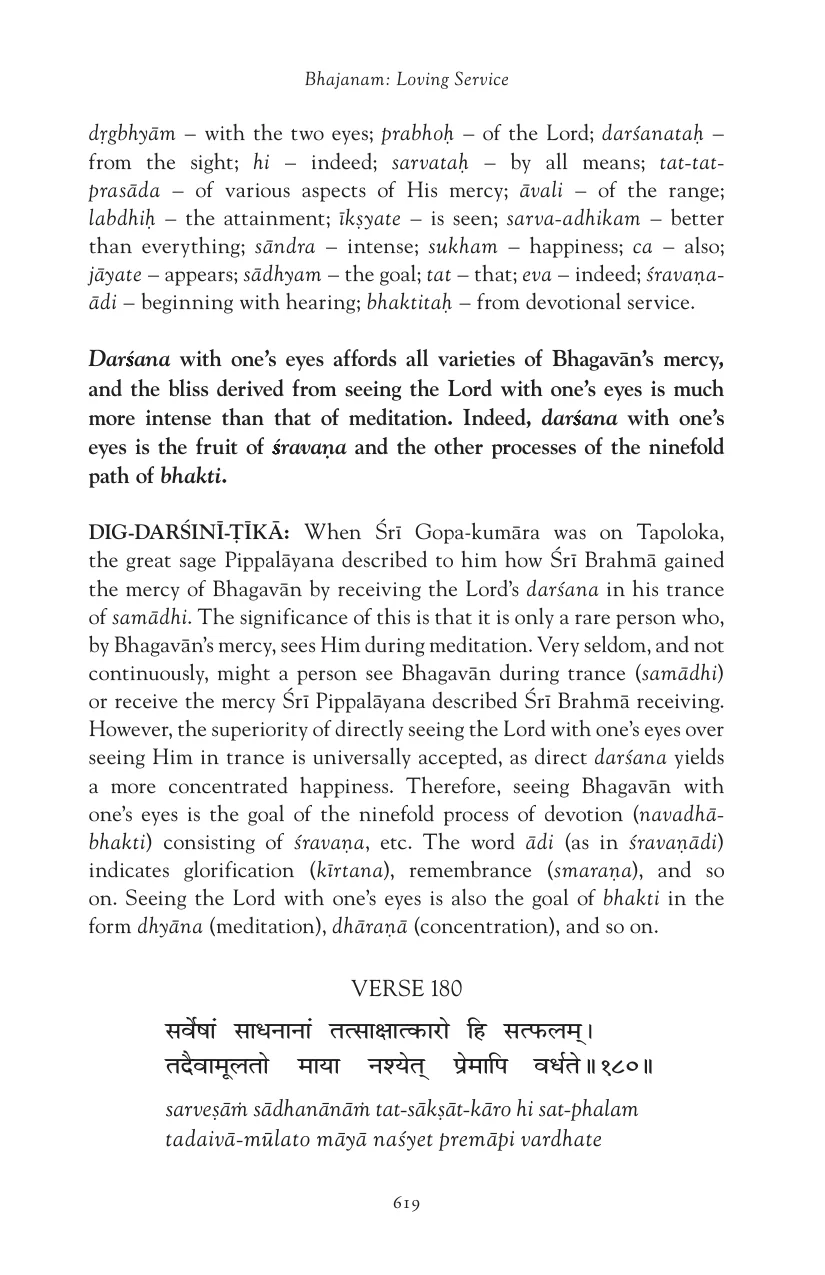 Bhajanam: Loving Service
dṛgbhyām – with the two eyes; prabhoḥ – of the Lord; darśanataḥ –
from the sight; hi – indeed; sarvataḥ – by all means; tat-tat-
prasāda – of various aspects of His mercy; āvali – of the range;
labdhiḥ – the attainment; īkṣyate – is seen; sarva-adhikam – better
than everything; sāndra – intense; sukham – happiness; ca – also;
jāyate – appears; sādhyam – the goal; tat – that; eva – indeed; śravaṇa-
ādi – beginning with hearing; bhaktitaḥ – from devotional service.
Darśana with one’s eyes affords all varieties of Bhagavān’s mercy,
and the bliss derived from seeing the Lord with one’s eyes is much
more intense than that of meditation. Indeed, darśana with one’s
eyes is the fruit of śravaṇa and the other processes of the ninefold
path of bhakti.
DIG-DARŚINĪ-ṬĪKĀ: When Śrī Gopa-kumāra was on Tapoloka,
the great sage Pippalāyana described to him how Śrī Brahmā gained
the mercy of Bhagavān by receiving the Lord’s darśana in his trance
of samādhi. The significance of this is that it is only a rare person who,
by Bhagavān’s mercy, sees Him during meditation. Very seldom, and not
continuously, might a person see Bhagavān during trance (samādhi)
or receive the mercy Śrī Pippalāyana described Śrī Brahmā receiving.
However, the superiority of directly seeing the Lord with one’s eyes over
seeing Him in trance is universally accepted, as direct darśana yields
a more concentrated happiness. Therefore, seeing Bhagavān with
one’s eyes is the goal of the ninefold process of devotion (navadhā-
bhakti) consisting of śravaṇa, etc. The word ādi (as in śravaṇādi)
indicates glorification (kīrtana), remembrance (smaraṇa), and so
on. Seeing the Lord with one’s eyes is also the goal of bhakti in the
form dhyāna (meditation), dhāraṇā (concentration), and so on.
VERSE 180
सर्वेषां साधनानां तत्साक्षात्कारो हि सत्फलम्।
तदैवामूलतो माया नश्येत् प्रेमापि वर्धते॥१८०॥
sarveṣāṁ sādhanānāṁ tat-sākṣāt-kāro hi sat-phalam
tadaivā-mūlato māyā naśyet premāpi vardhate
619